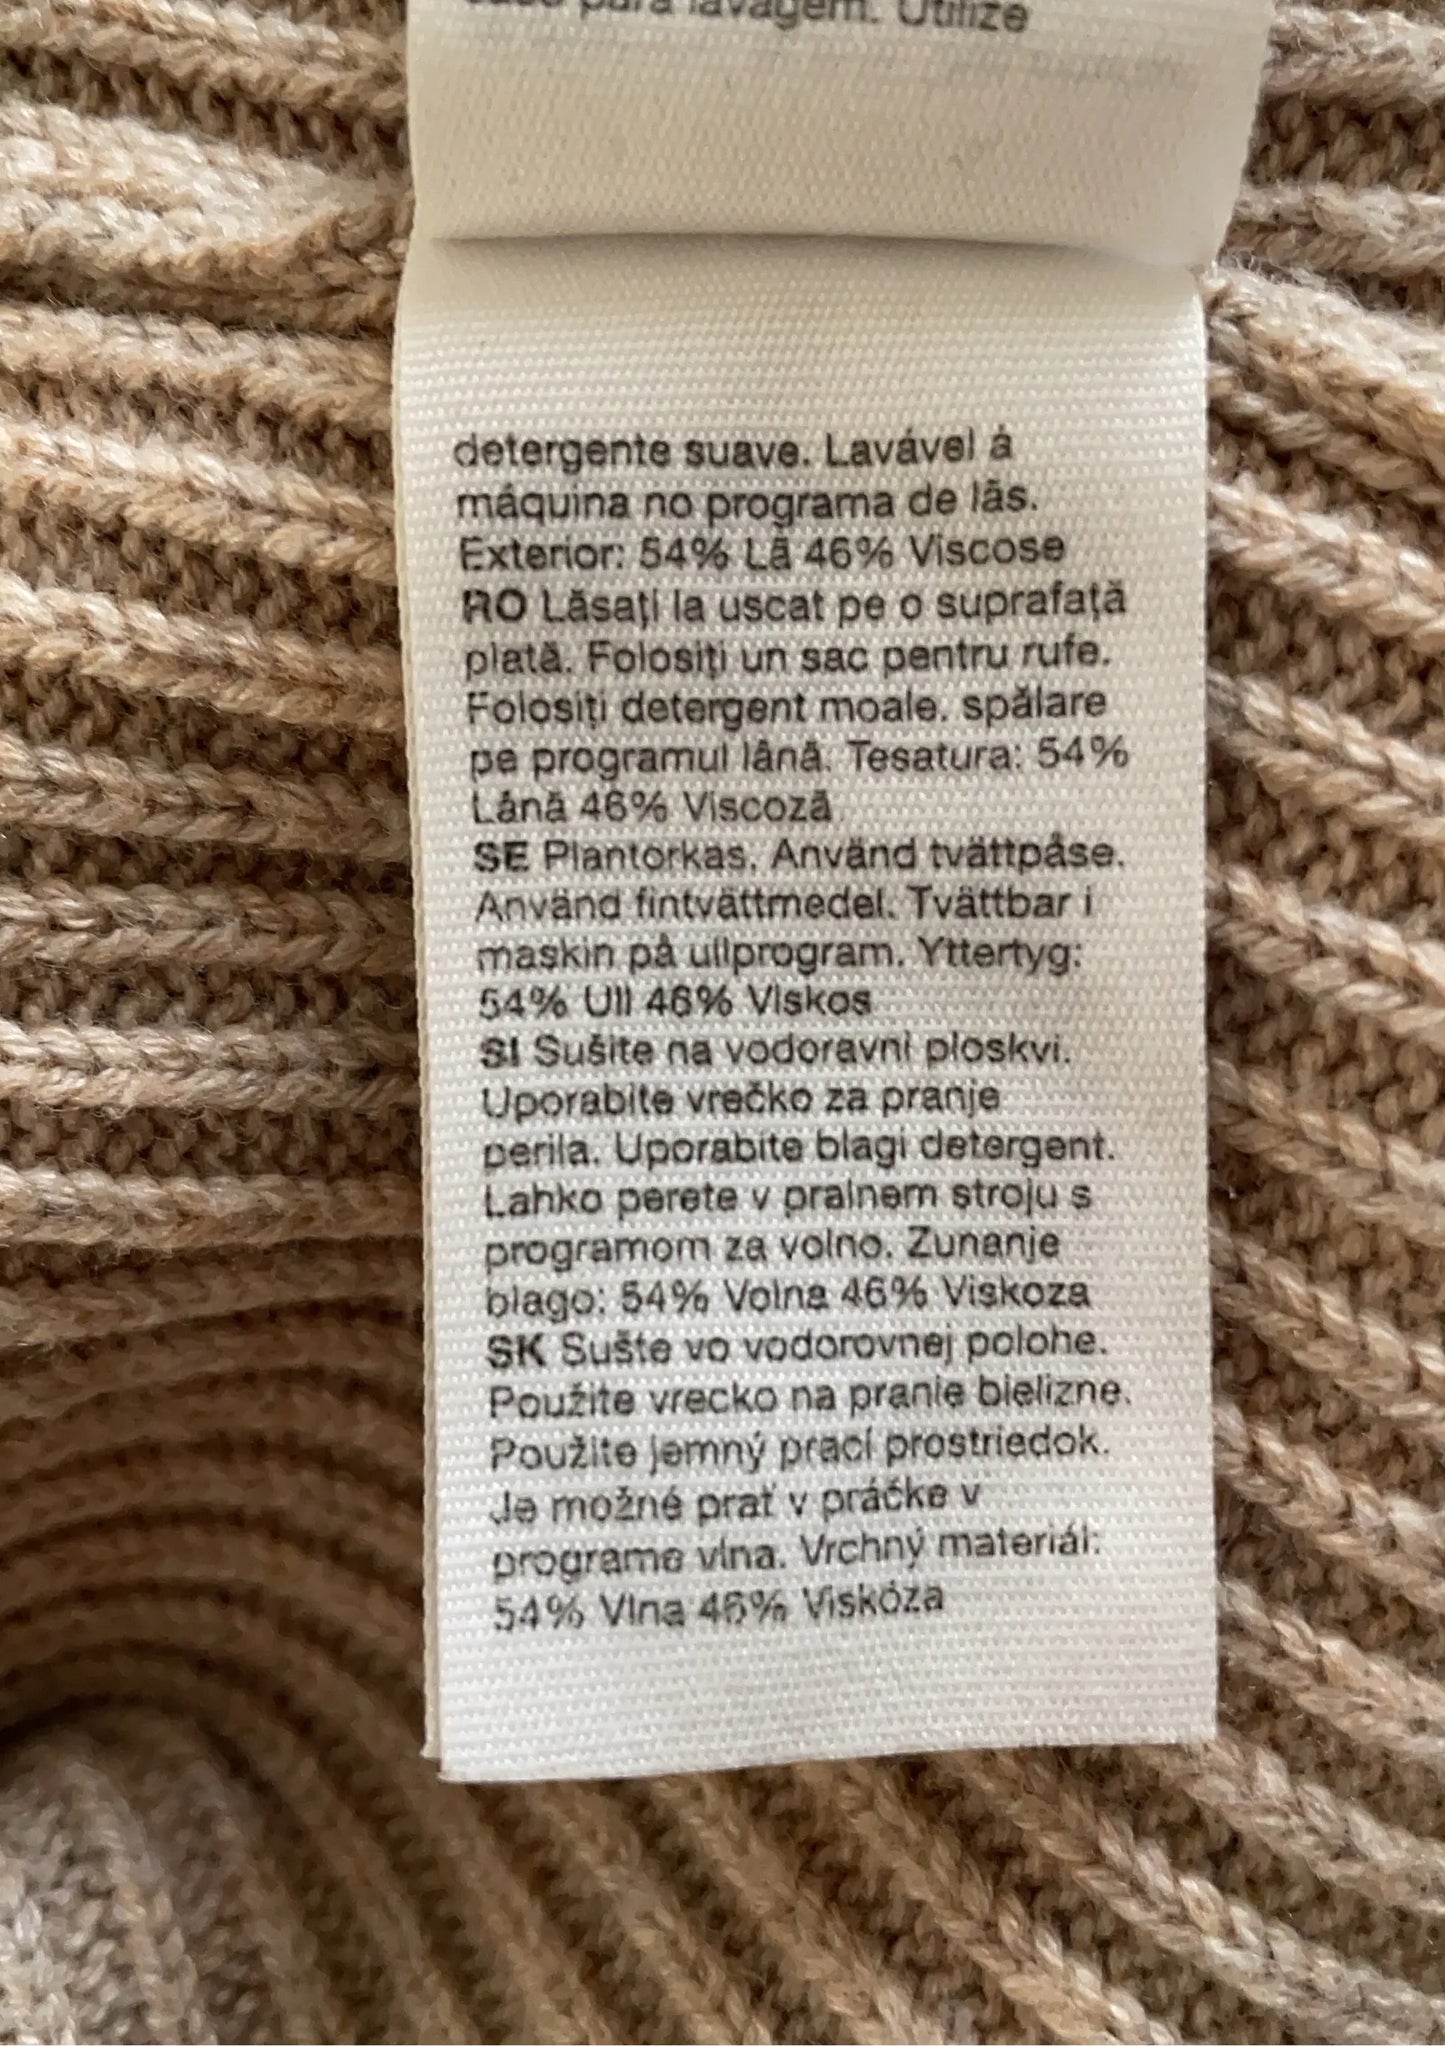 para lavagem. Utilize
detergente suave. Lavável à
máquina no programa de lãs.
Exterior: 54% Lã 46% Viscose
RO Lăsați la uscat pe o suprafață
plată. Folosiți un sac pentru rufe.
Folosiți detergent moale. spălare
pe programul lână. Tesatura: 54%
Lână 46% Viscoză
SE Plantorkas. Använd tvättpåse.
Använd fintvättmedel. Tvättbar i
maskin på ullprogram. Yttertyg:
54% Ull 46% Viskos
SI Sušite na vodoravni ploskvi.
Uporabite vrečko za pranje
perila. Uporabite blagi detergent.
Lahko perete v pralnem stroju s
programom za volno. Zunanje
blago: 54% Volna 46% Viskoza
SK Sušte vo vodorovnej polohe.
Použite vrecko na pranie bielizne.
Použite jemný prací prostriedok.
Je možné prať v práčke v
programe vlna. Vrchný materiál:
54% Vlna 46% Viskóza